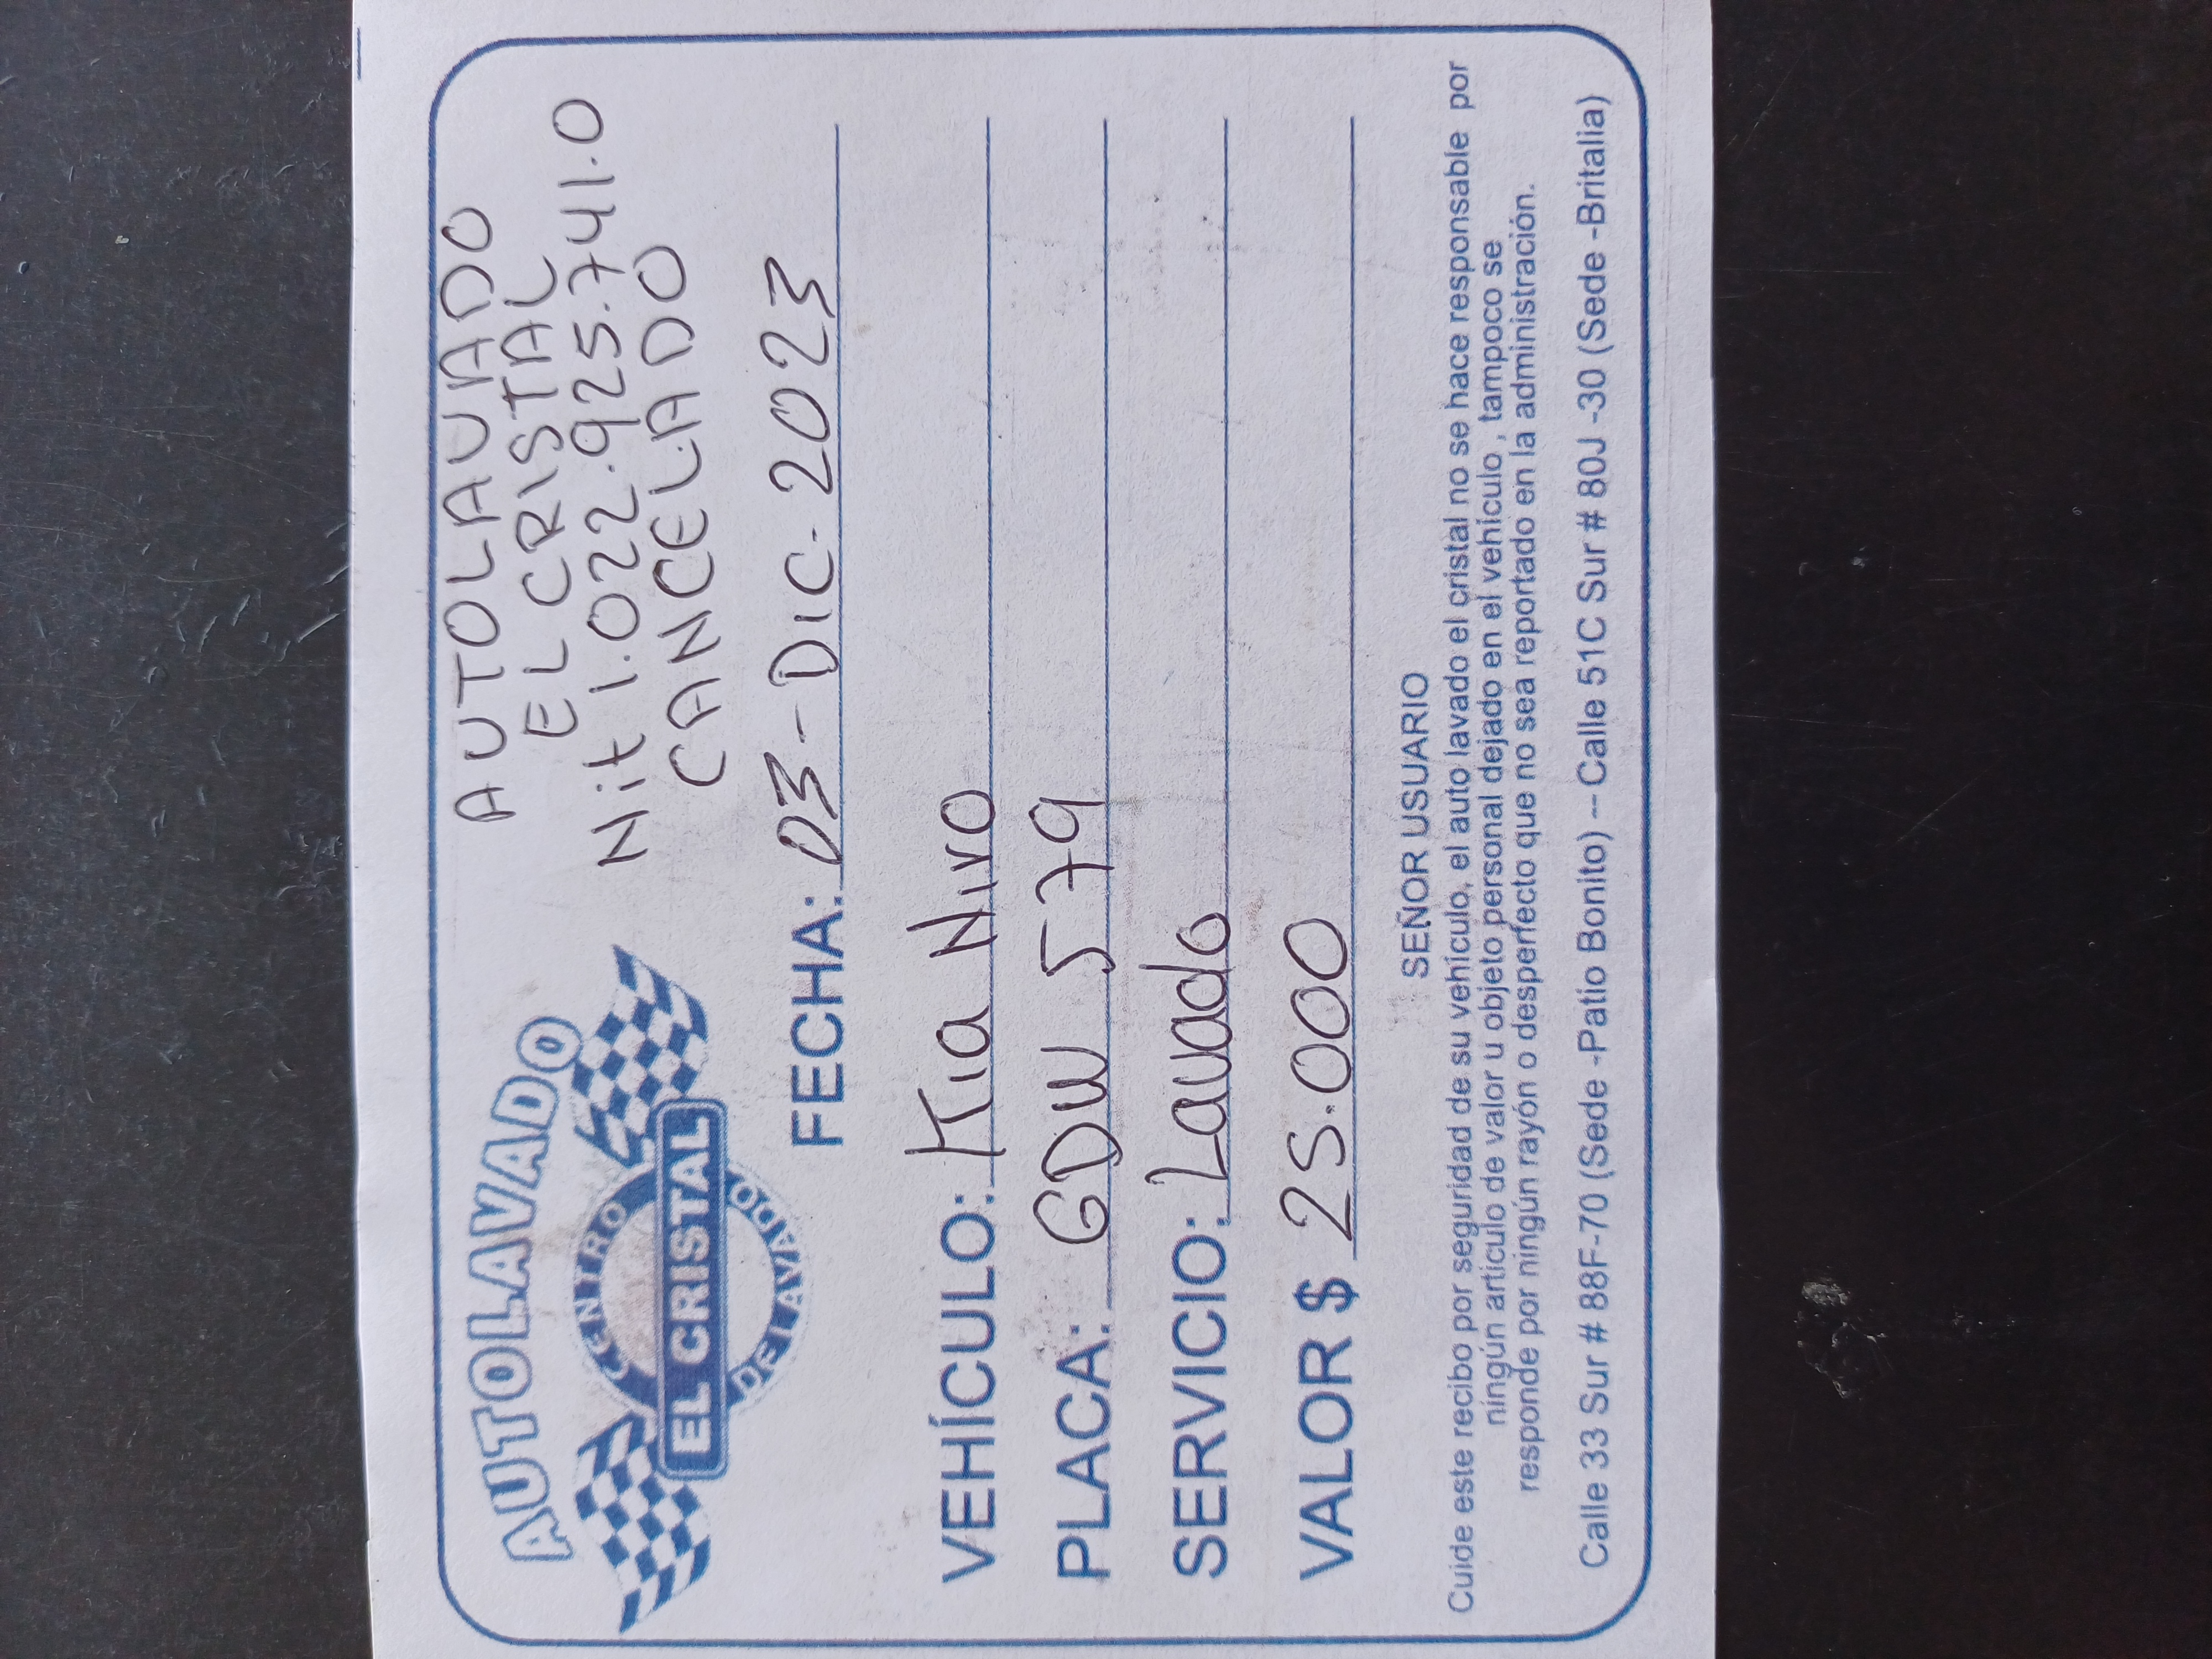 AUTOLAVADO
CENTRO
EL CRISTAL
DE LAVADO
AUTOLAVADO
EL CRISTAL
Nit 1.022.925.741.0
CANCELADO
FECHA: 03-Dic-2023
VEHÍCULO: Kia Niro
PLACA: GDW 579
SERVICIO: Lavado
VALOR $ 25.000
SEÑOR USUARIO
Cuide este recibo por seguridad de su vehículo, el auto lavado el cristal no se hace responsable por
ningún artículo de valor u objeto personal dejado en el vehículo , tampoco se
responde por ningún rayón o desperfecto que no sea reportado en la administración.
Calle 33 Sur # 88F-70 (Sede -Patio Bonito) -- Calle 51C Sur # 80J -30 (Sede -Britalia)